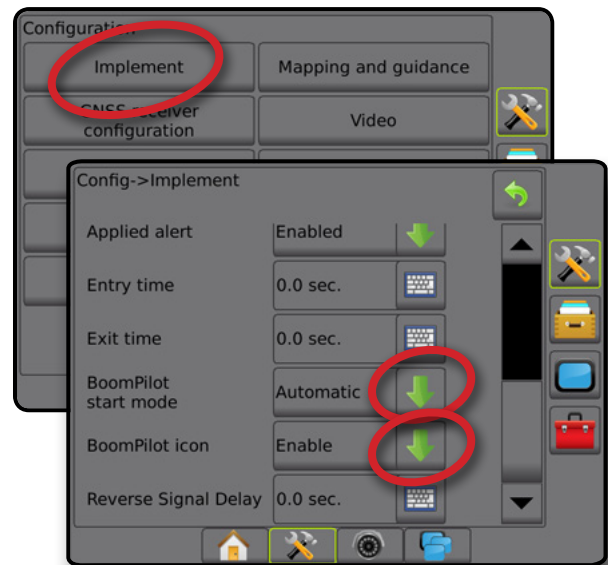 Configuration
Implement
Mapping and guidance
GNSS receiver
configuration
Video
Config->Implement
Applied alert
Enabled
Entry time
0.0 sec.
Exit time
0.0 sec.
BoomPilot
start mode
Automatic
BoomPilot icon
Enable
Reverse Signal Delay
0.0 sec.